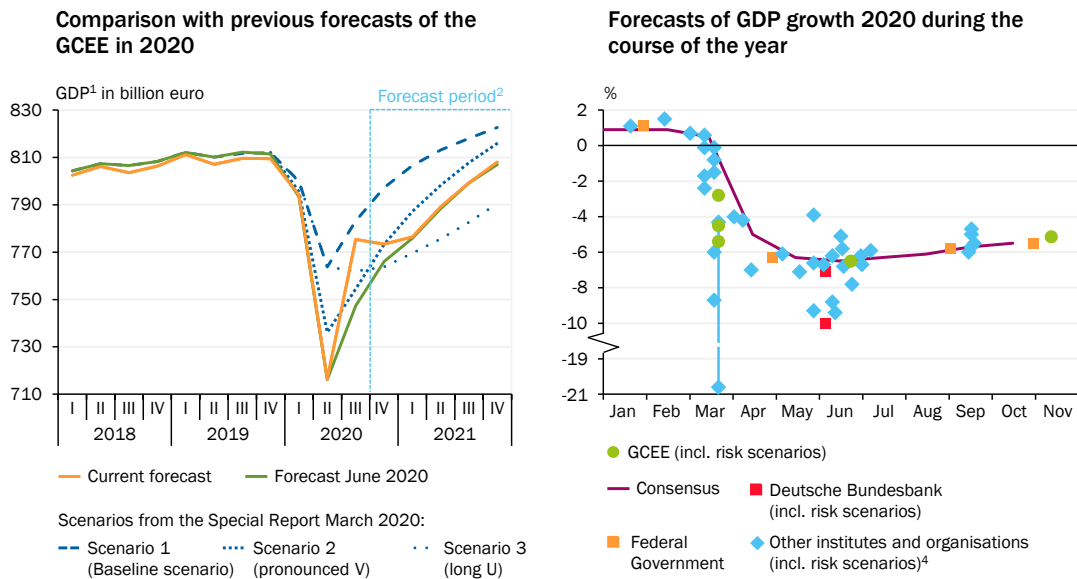 Comparison with previous forecasts of the
GCEE in 2020
GDP¹ in billion euro
Forecast period²
830
810
790
770
750
730
710
I II III IV I II III IV I II III IV I II III IV
2018 2019 2020 2021
Current forecast
Forecast June 2020
Scenarios from the Special Report March 2020:
Scenario 1
(Baseline scenario)
Scenario 2
(pronounced V)
Scenario 3
(long U)
Forecasts of GDP growth 2020 during the
course of the year
%
2
0
-2
-4
-6
-8
-10
-19
-21
Jan Feb Mar Apr May Jun Jul Aug Sep Oct Nov
GCEE (incl. risk scenarios)
Consensus
Deutsche Bundesbank
(incl. risk scenarios)
Federal
Government
Other institutes and organisations
(incl. risk scenarios)⁴